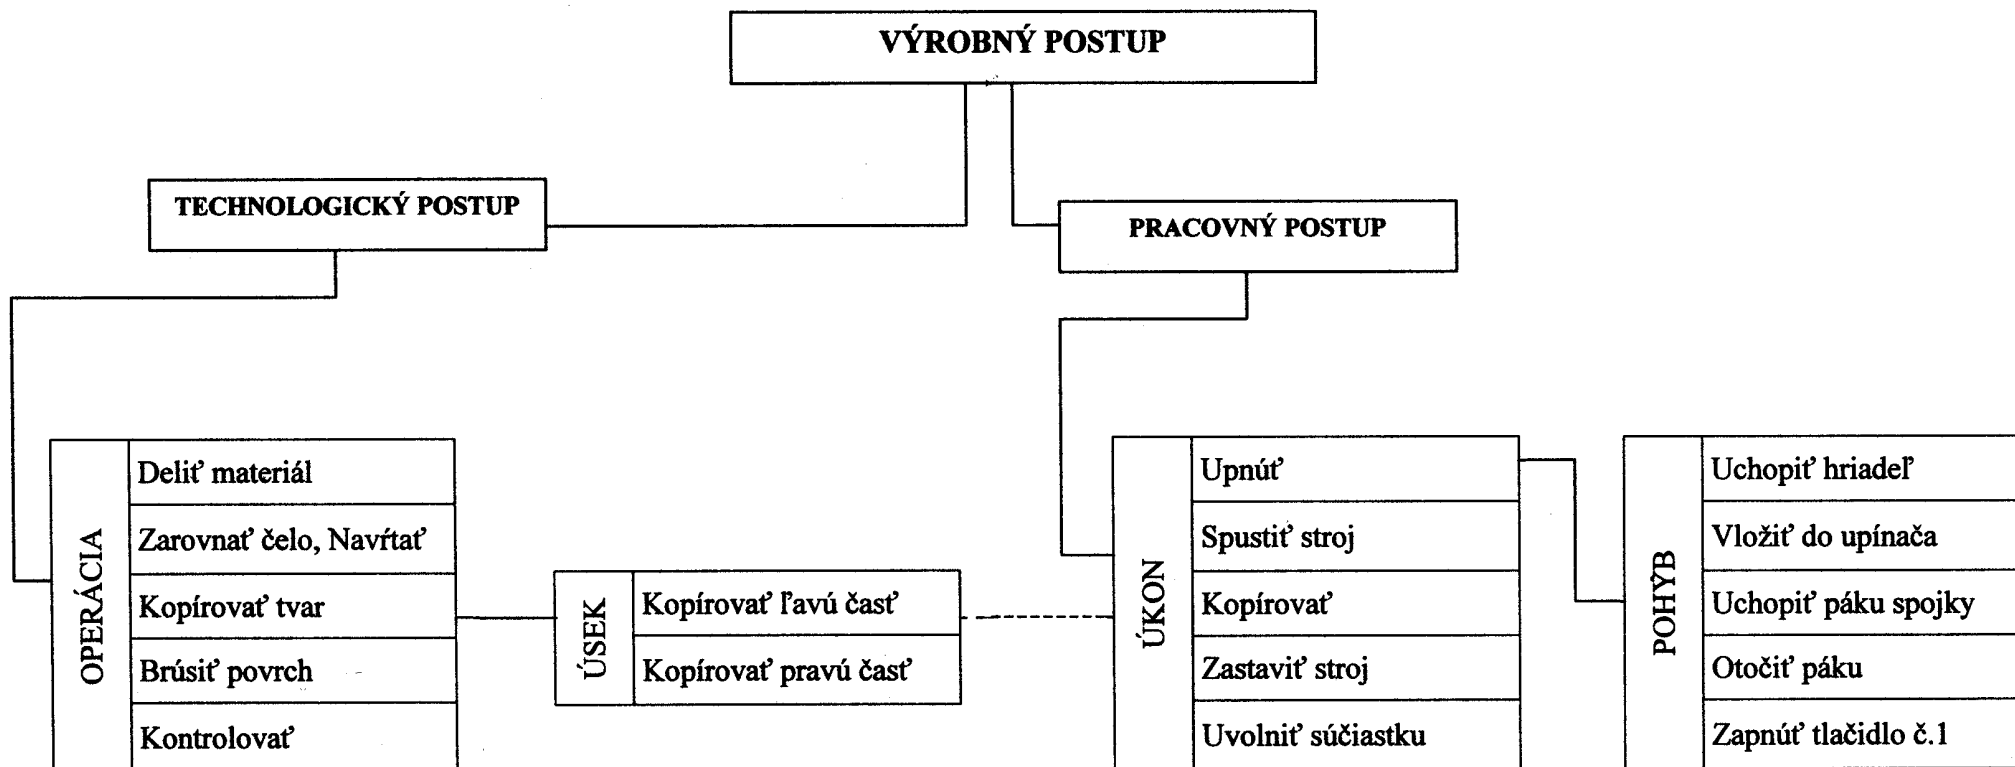 VÝROBNÝ POSTUP
TECHNOLOGICKÝ POSTUP
PRACOVNÝ POSTUP
OPERÁCIA
Deliť materiál
Zarovnať čelo, Navŕtať
Kopírovať tvar
Brúsiť povrch
Kontrolovať
ÚSEK
Kopírovať ľavú časť
Kopírovať pravú časť
ÚKON
Upnúť
Spustiť stroj
Kopírovať
Zastaviť stroj
Uvolniť súčiastku
POHÝB
Uchopiť hriadeľ
Vložiť do upínača
Uchopiť páku spojky
Otočiť páku
Zapnúť tlačidlo č.1